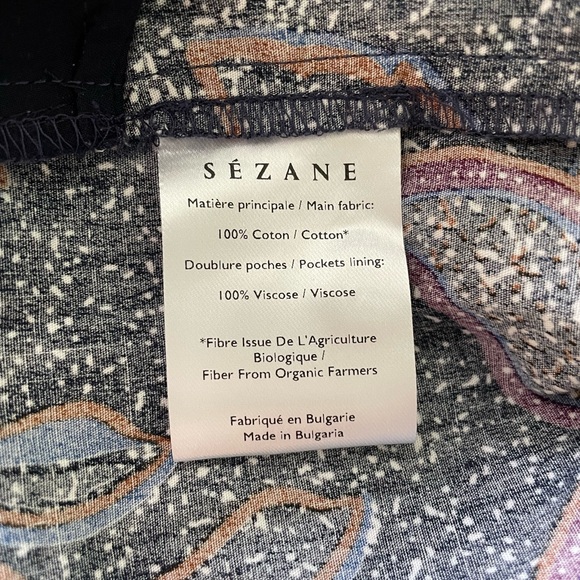 SÉZANE
Matière principale / Main fabric:
100% Coton / Cotton*
Doublure poches / Pockets lining:
100% Viscose / Viscose
*Fibre Issue De L'Agriculture
Biologique /
Fiber From Organic Farmers
Fabriqué en Bulgarie
Made in Bulgaria